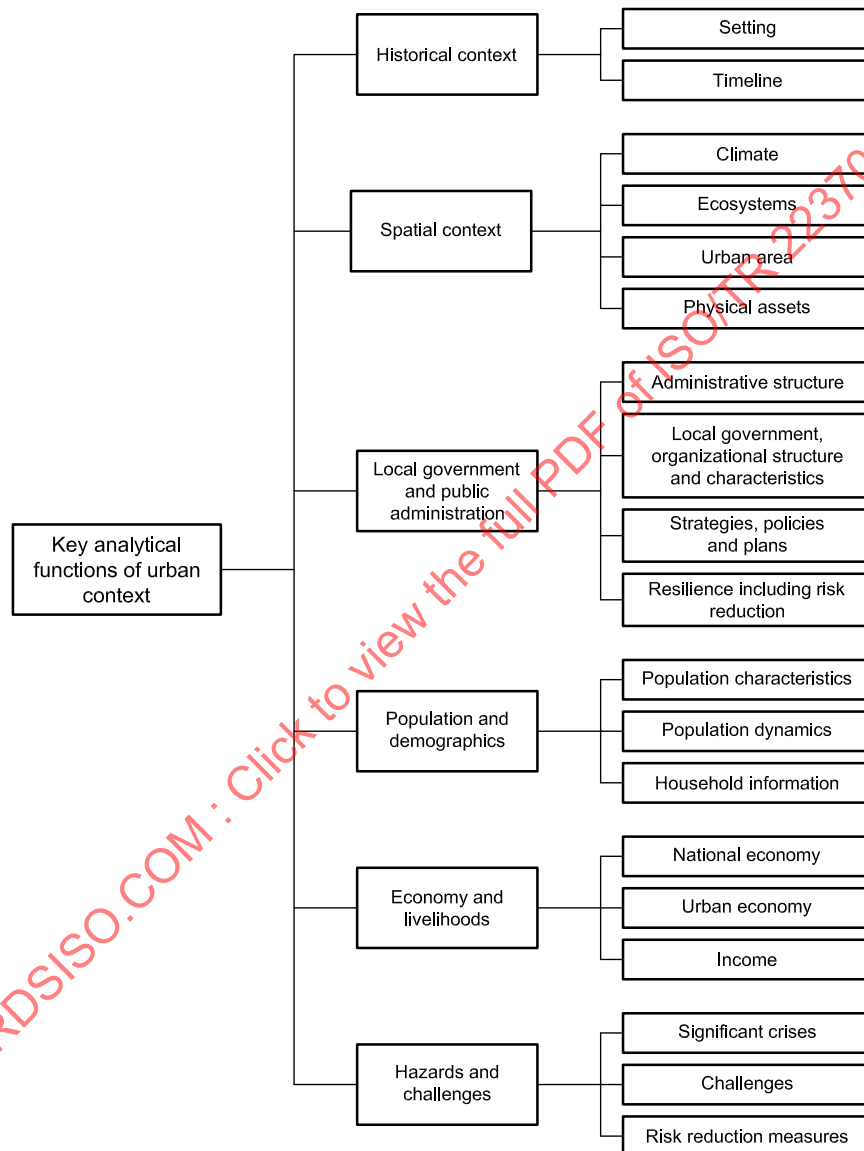 Key analytical
functions of urban
context
Historical context
Setting
Timeline
Spatial context
Climate
Ecosystems
Urban area
Physical assets
Local government
and public
administration
Administrative structure
Local government,
organizational structure
and characteristics
Strategies, policies
and plans
Resilience including risk
reduction
Population and
demographics
Population characteristics
Population dynamics
Household information
Economy and
livelihoods
National economy
Urban economy
Income
Hazards and
challenges
Significant crises
Challenges
Risk reduction measures
RDSISO.COM : Click to view the full PDF of ISO/TR 22370